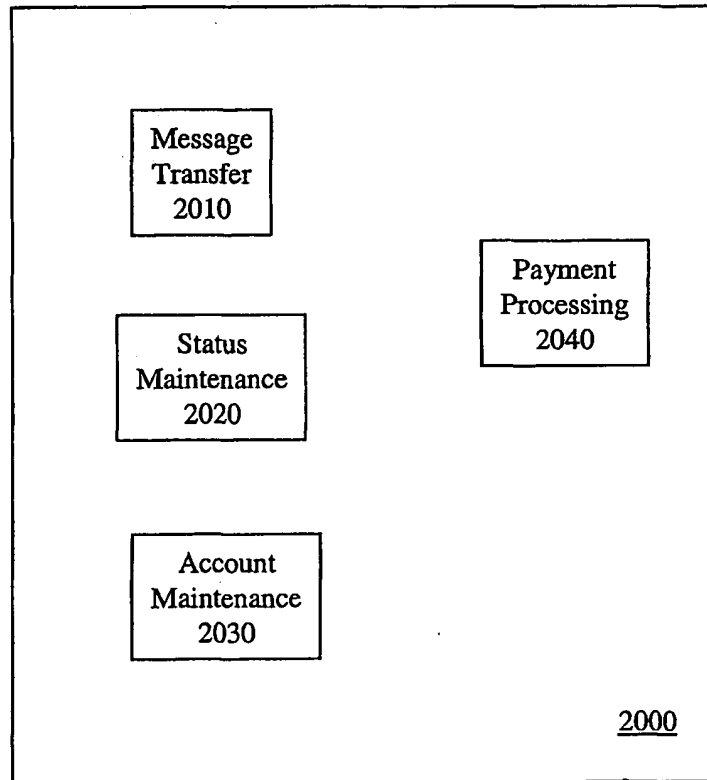 Message
Transfer
2010
Payment
Processing
2040
Status
Maintenance
2020
Account
Maintenance
2030
2000